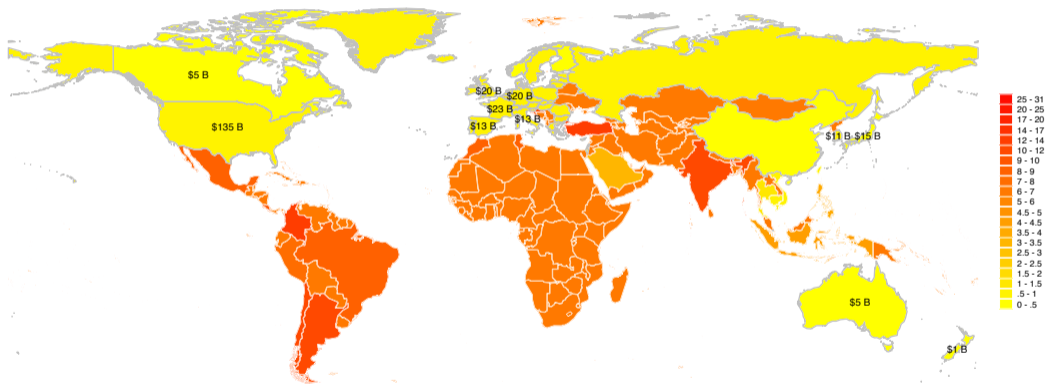 $5 B
$135 B
$20 B
$20 B
$23 B
$13 B
$13 B
$11 B
$15 B
$5 B
$1 B
25 - 31
20 - 25
17 - 20
14 - 17
12 - 14
10 - 12
9 - 10
8 - 9
7 - 8
6 - 7
5 - 6
4.5 - 5
4 - 4.5
3.5 - 4
3 - 3.5
2.5 - 3
2 - 2.5
1.5 - 2
1 - 1.5
.5 - 1
0 - .5